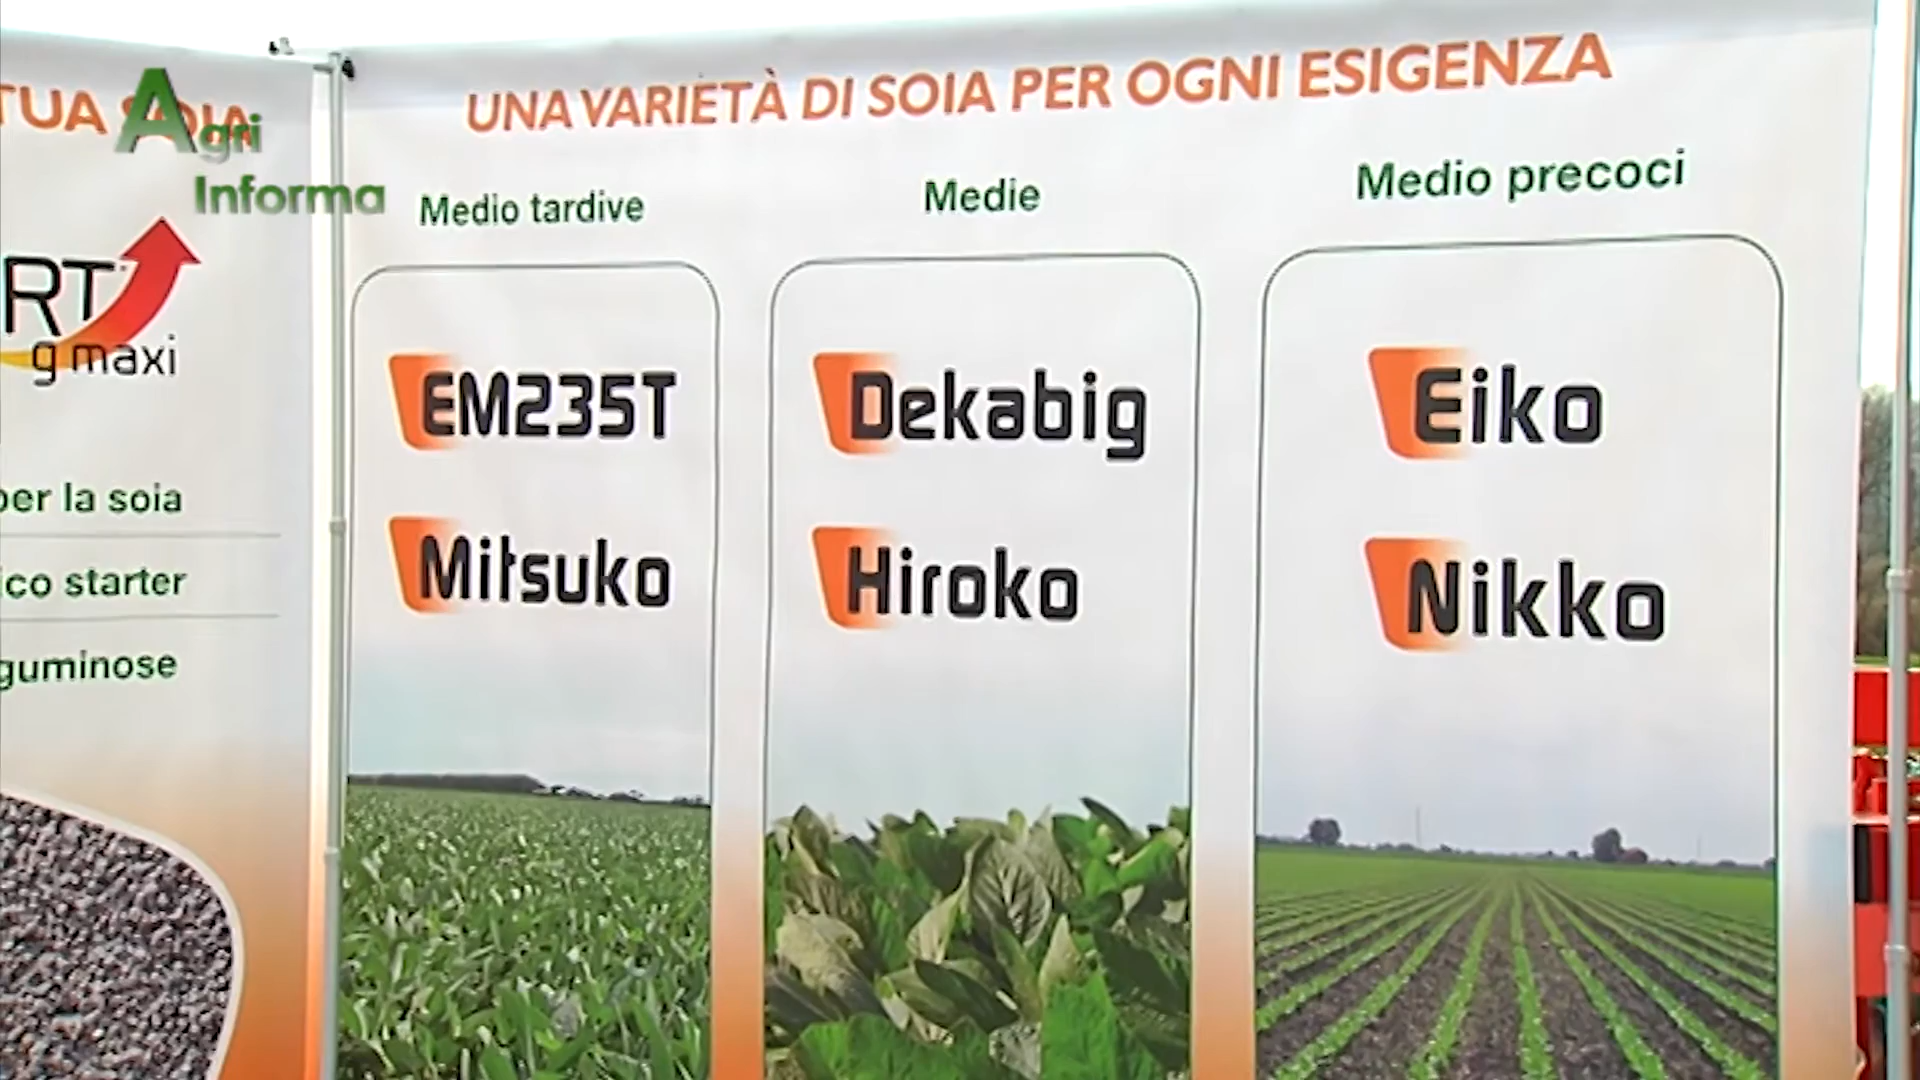 TUA SOIA
Agri
Informa
RT
g maxi
per la soia
ico starter
guminose
UNA VARIETÀ DI SOIA PER OGNI ESIGENZA
Medio tardive
EM235T
Mitsuko
Medie
Dekabig
Hiroko
Medio precoci
Eiko
Nikko